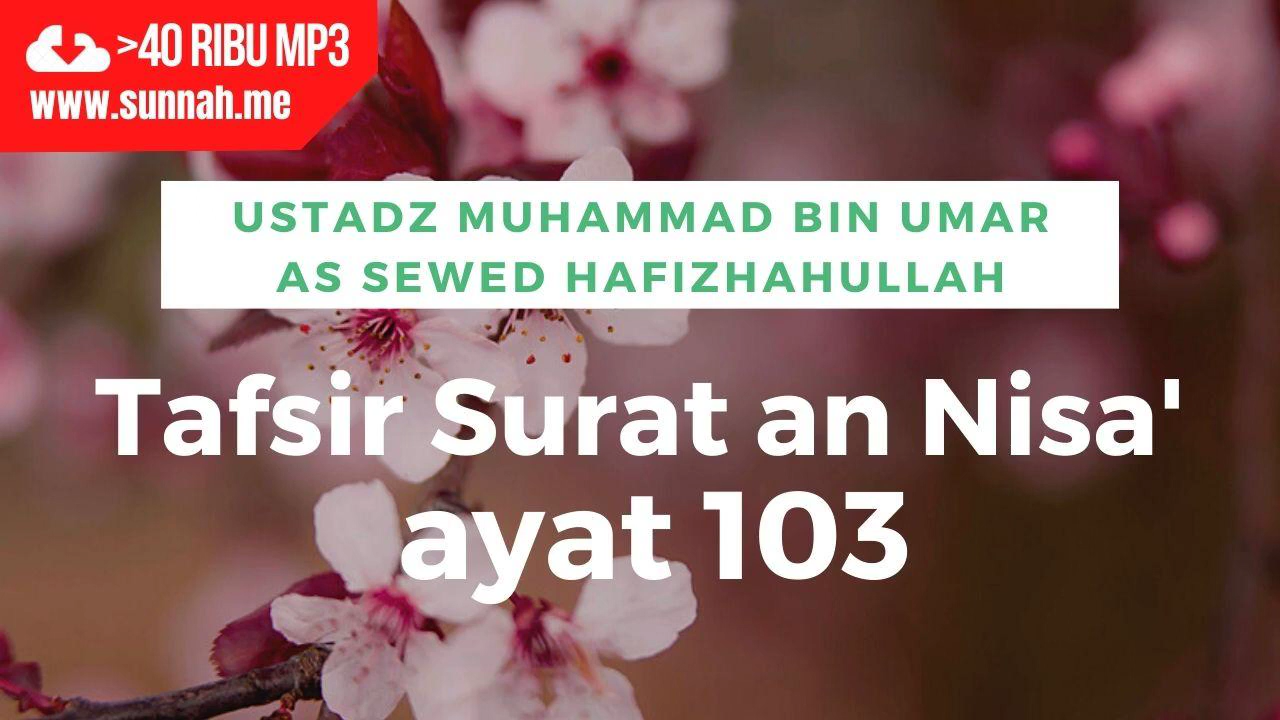 >40 RIBU MP3
www.sunnah.me
USTADZ MUHAMMAD BIN UMAR
AS SEWED HAFIZHAHULLAH
Tafsir Surat an Nisa'
ayat 103